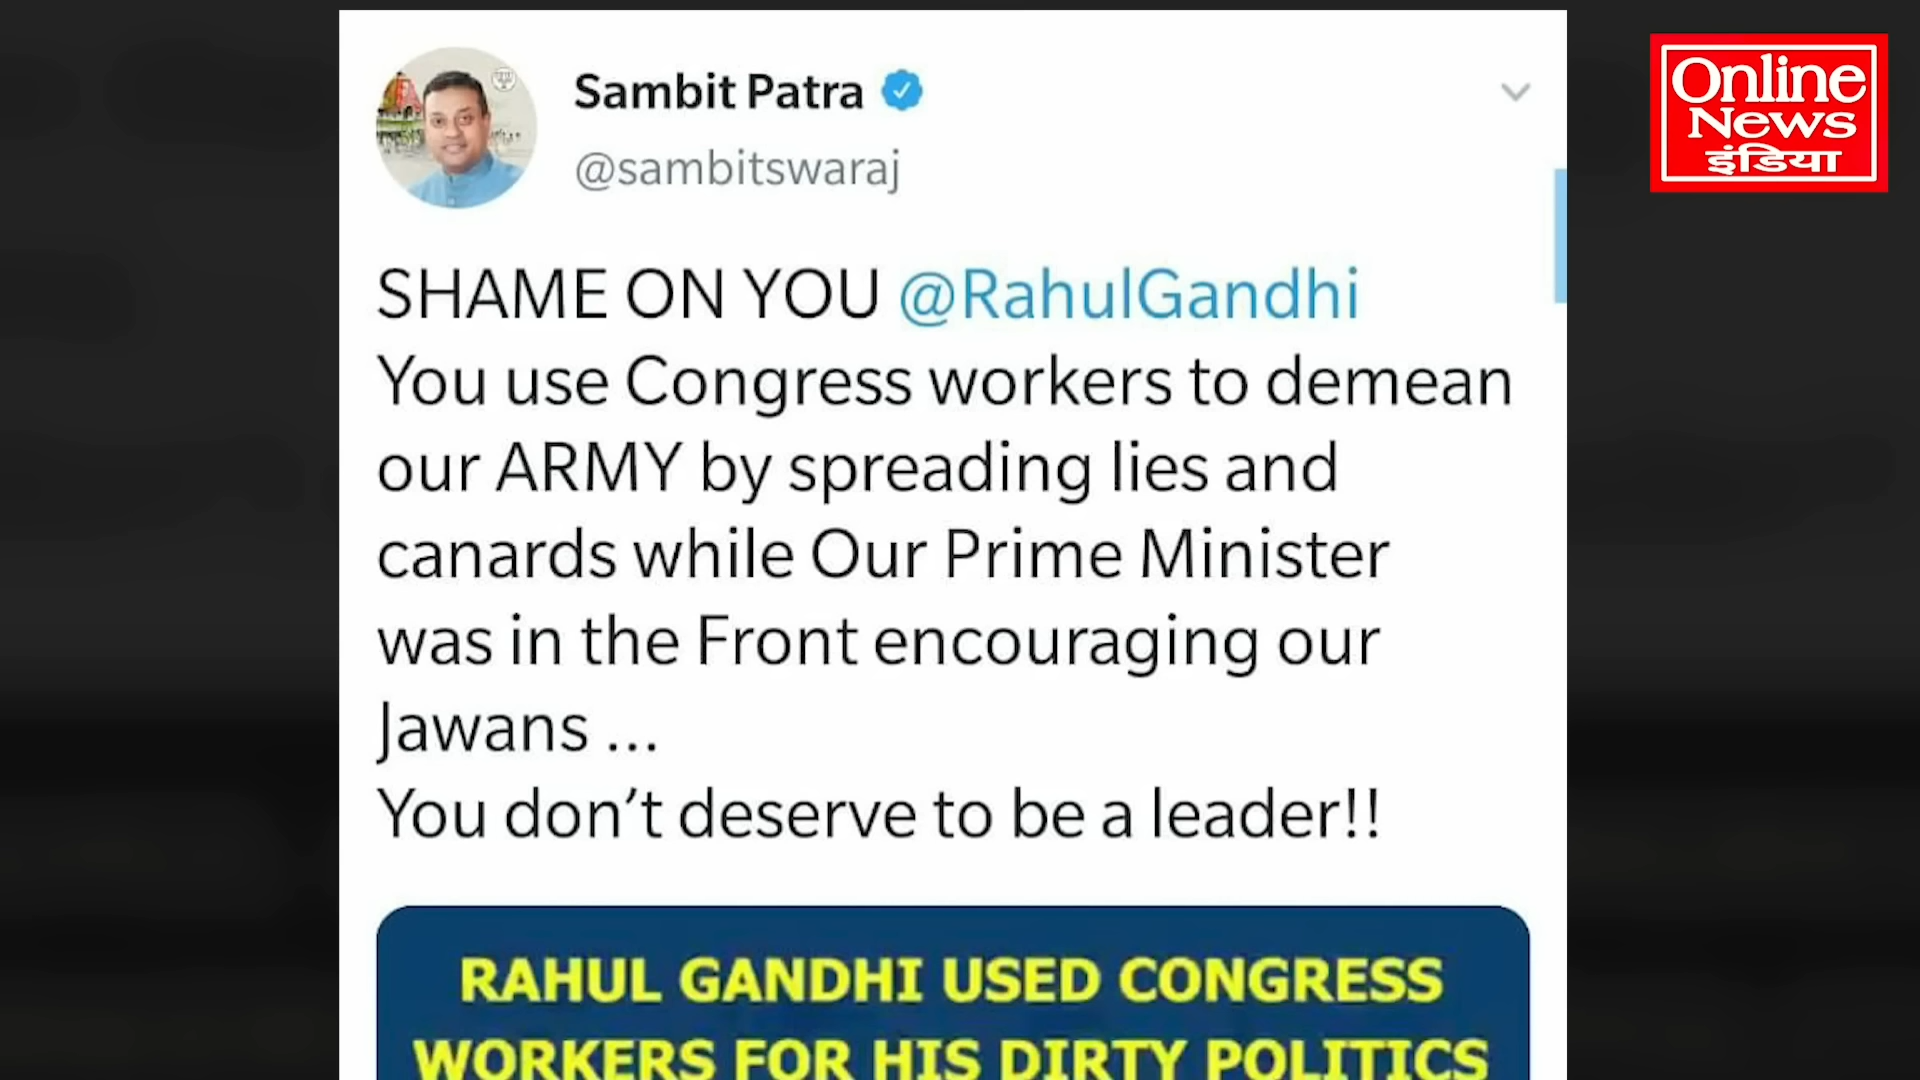 Sambit Patra
@sambitswaraj
SHAME ON YOU @RahulGandhi
You use Congress workers to demean
our ARMY by spreading lies and
canards while Our Prime Minister
was in the Front encouraging our
Jawans ...
You don’t deserve to be a leader!!
RAHUL GANDHI USED CONGRESS
WORKERS FOR HIS DIRTY POLITICS
Online
News
इंडिया